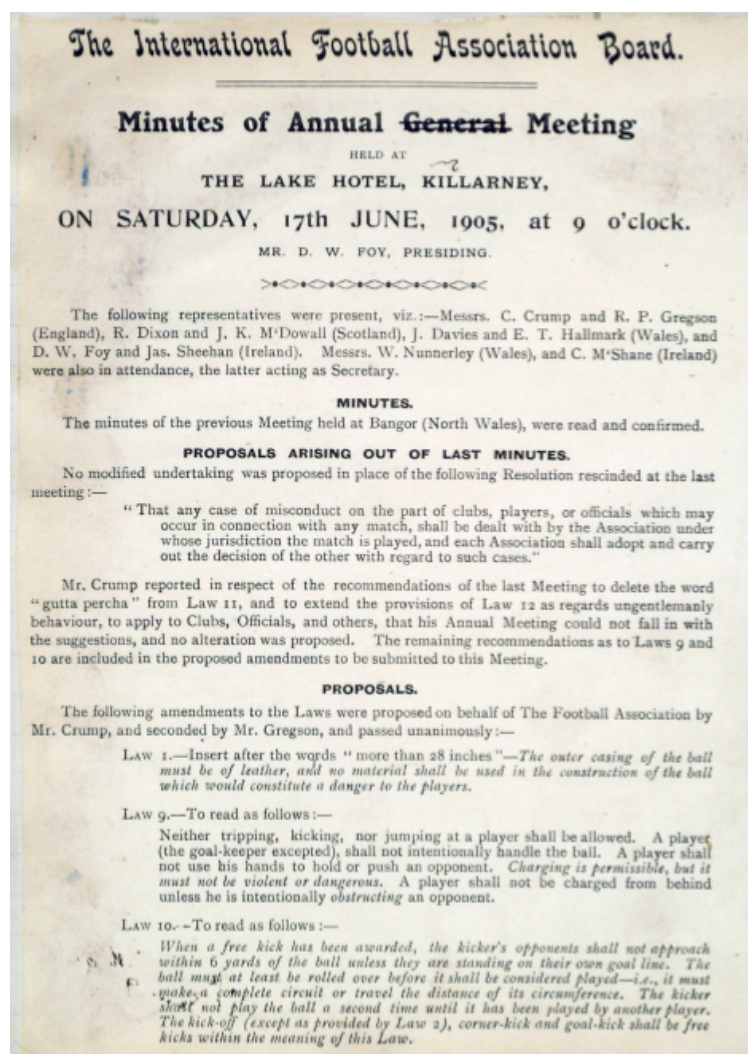 The International Football Association Board.
Minutes of Annual General Meeting
HELD AT
THE LAKE HOTEL, KILLARNEY,
ON SATURDAY, 17th JUNE, 1905, at 9 o'clock.
MR. D. W. FOY, PRESIDING.
The following representatives were present, viz.:—Messrs. C. Crump and R. P. Gregson
(England), R. Dixon and J. K. M'Dowall (Scotland), J. Davies and E. T. Hallmark (Wales), and
D. W. Foy and Jas. Sheehan (Ireland). Messrs. W. Nunnerley (Wales), and C. M'Shane (Ireland)
were also in attendance, the latter acting as Secretary.
MINUTES.
The minutes of the previous Meeting held at Bangor (North Wales), were read and confirmed.
PROPOSALS ARISING OUT OF LAST MINUTES.
No modified undertaking was proposed in place of the following Resolution rescinded at the last
meeting:—
"That any case of misconduct on the part of clubs, players, or officials which may
occur in connection with any match, shall be dealt with by the Association under
whose jurisdiction the match is played, and each Association shall adopt and carry
out the decision of the other with regard to such cases."
Mr. Crump reported in respect of the recommendations of the last Meeting to delete the word
"gutta percha" from Law 11, and to extend the provisions of Law 12 as regards ungentlemanly
behaviour, to apply to Clubs, Officials, and others, that his Annual Meeting could not fall in with
the suggestions, and no alteration was proposed. The remaining recommendations as to Laws 9 and
10 are included in the proposed amendments to be submitted to this Meeting.
PROPOSALS.
The following amendments to the Laws were proposed on behalf of The Football Association by
Mr. Crump, and seconded by Mr. Gregson, and passed unanimously:—
LAW 1.—Insert after the words "more than 28 inches"—The outer casing of the ball
must be of leather, and no material shall be used in the construction of the ball
which would constitute a danger to the players.
LAW 9.—To read as follows:—
Neither tripping, kicking, nor jumping at a player shall be allowed. A player
(the goal-keeper excepted), shall not intentionally handle the ball. A player shall
not use his hands to hold or push an opponent. Charging is permissible, but it
must not be violent or dangerous. A player shall not be charged from behind
unless he is intentionally obstructing an opponent.
LAW 10.—To read as follows:—
When a free kick has been awarded, the kicker's opponents shall not approach
within 6 yards of the ball unless they are standing on their own goal line. The
ball must at least be rolled over before it shall be considered played—i.e., it must
make a complete circuit or travel the distance of its circumference. The kicker
shall not play the ball a second time until it has been played by another player.
The kick-off (except as provided by Law 2), corner-kick and goal-kick shall be free
kicks within the meaning of this Law.